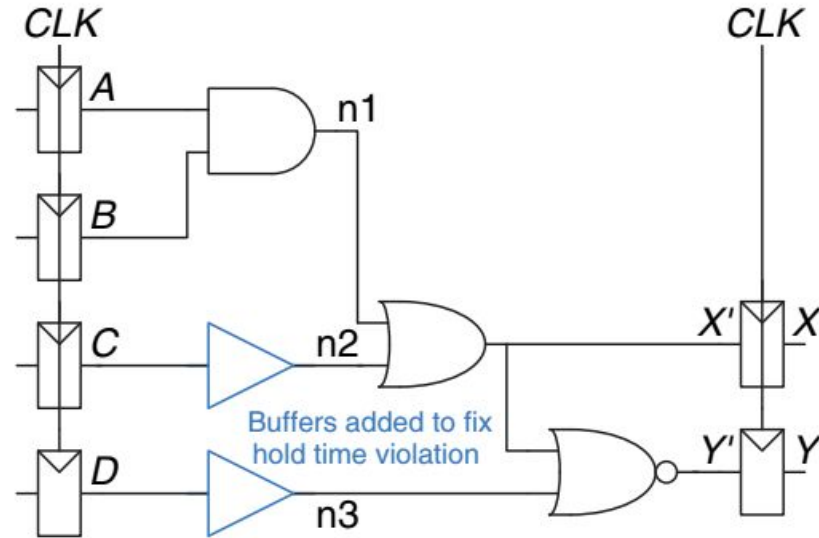 CLK
CLK
A
n1
B
C
n2
X'
X
Buffers added to fix
hold time violation
D
n3
Y'
Y